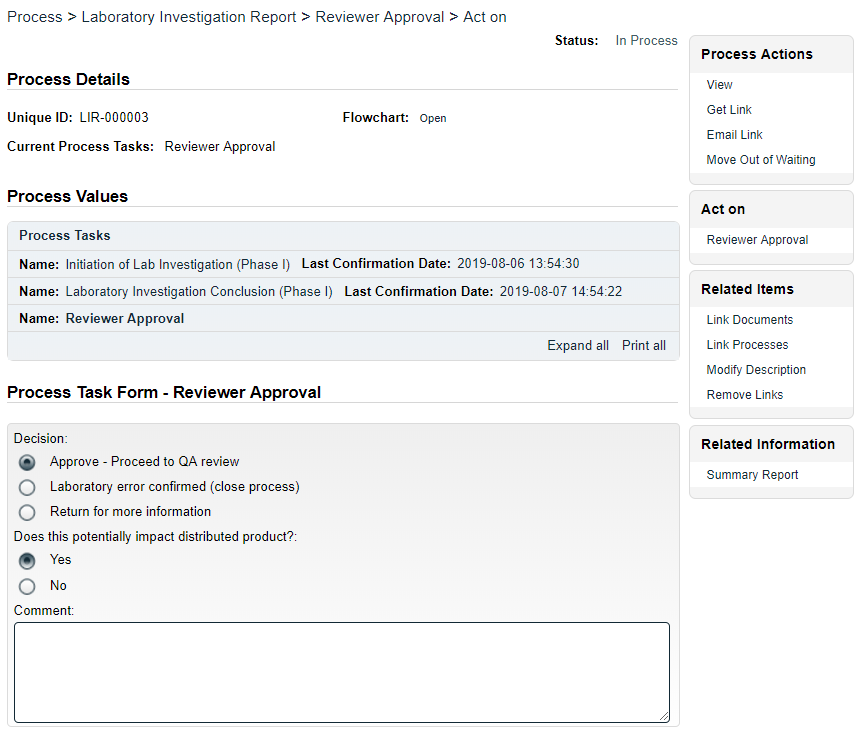 Process > Laboratory Investigation Report > Reviewer Approval > Act on
Status: In Process
Process Details
Unique ID: LIR-000003 Flowchart: Open
Current Process Tasks: Reviewer Approval
Process Values
Process Tasks
Name: Initiation of Lab Investigation (Phase I) Last Confirmation Date: 2019-08-06 13:54:30
Name: Laboratory Investigation Conclusion (Phase I) Last Confirmation Date: 2019-08-07 14:54:22
Name: Reviewer Approval
Expand all Print all
Process Task Form - Reviewer Approval
Decision:
Approve - Proceed to QA review
Laboratory error confirmed (close process)
Return for more information
Does this potentially impact distributed product?:
Yes
No
Comment:
Process Actions
View
Get Link
Email Link
Move Out of Waiting
Act on
Reviewer Approval
Related Items
Link Documents
Link Processes
Modify Description
Remove Links
Related Information
Summary Report